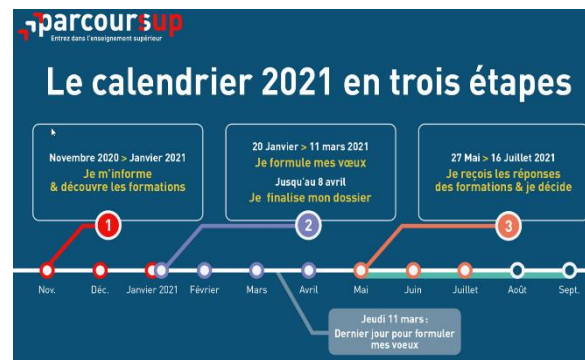 parcoursup
Entrez dans l'enseignement supérieur
Le calendrier 2021 en trois étapes
Novembre 2020 > Janvier 2021
Je m'informe
& découvre les formations
20 Janvier > 11 mars 2021
Je formule mes vœux
Jusqu'au 8 avril
Je finalise mon dossier
27 Mai > 16 Juillet 2021
Je reçois les réponses
des formations & je décide
1
2
3
Nov.
Déc.
Janvier 2021
Février
Mars
Avril
Mai
Juin
Juillet
Août
Sept.
Jeudi 11 mars :
Dernier jour pour formuler
mes voeux